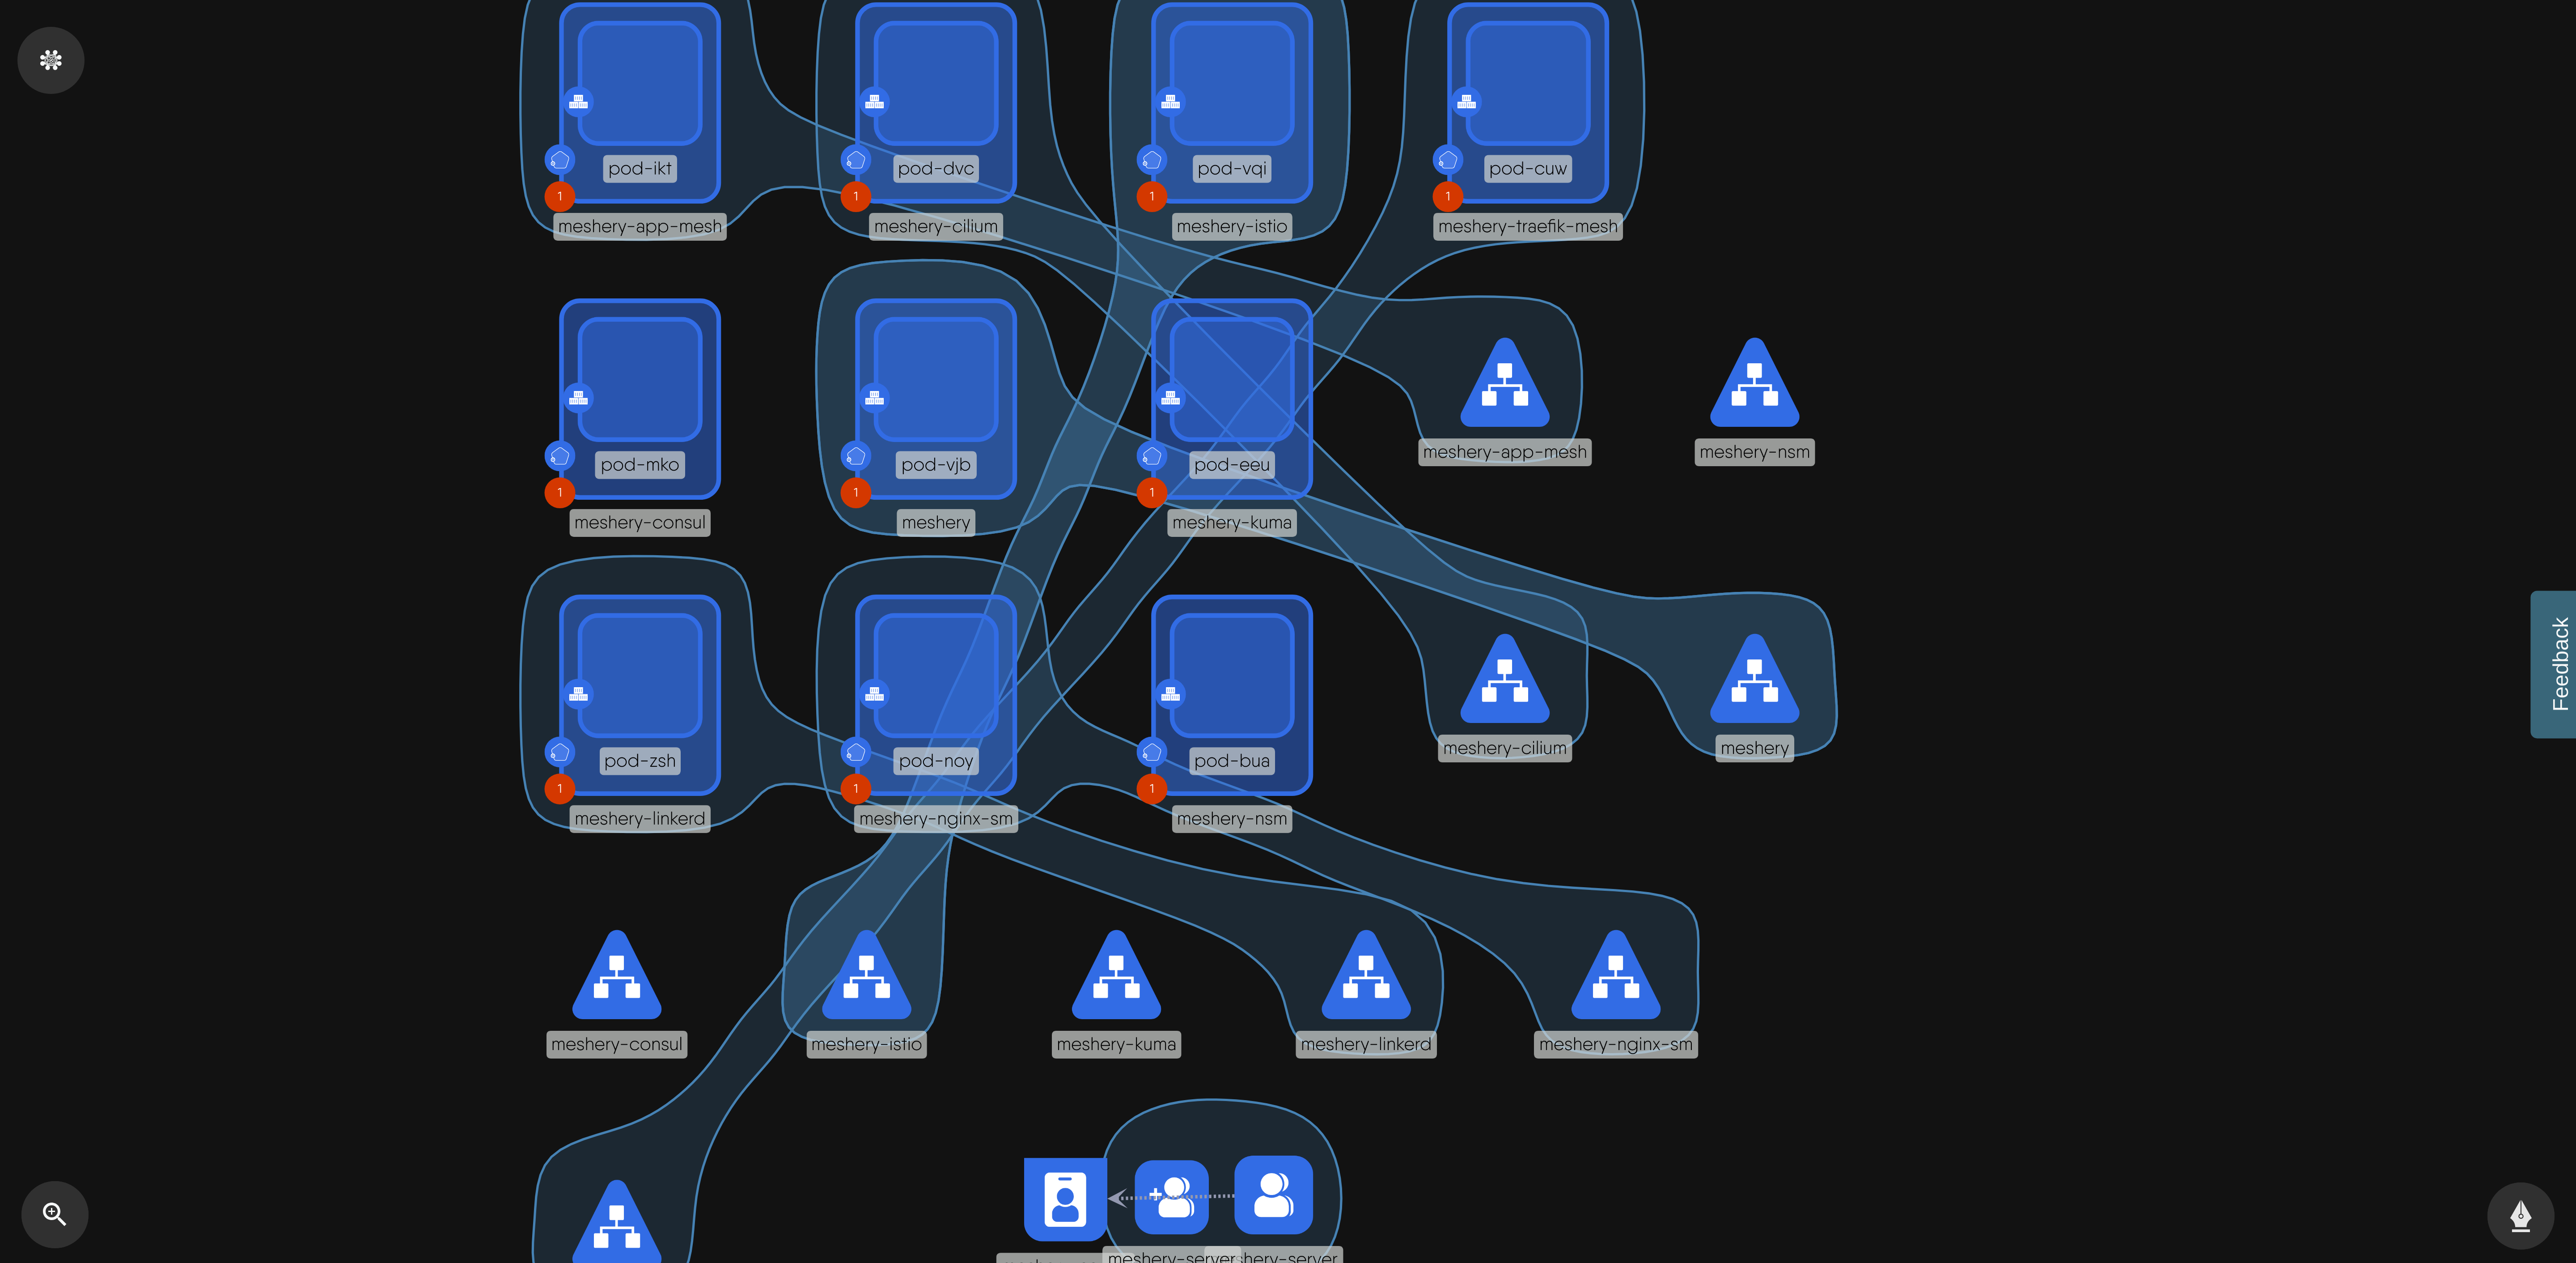 pod-ikt
pod-dvc
pod-vqi
pod-cuw
1
1
1
1
meshery-app-mesh
meshery-cilium
meshery-istio
meshery-traefik-mesh
pod-mko
pod-vjb
pod-eeu
meshery-app-mesh
meshery-nsm
1
1
1
meshery-consul
meshery
meshery-kuma
Feedback
pod-zsh
pod-noy
pod-bua
meshery-cilium
meshery
1
1
1
meshery-linkerd
meshery-nginx-sm
meshery-nsm
meshery-consul
meshery-istio
meshery-kuma
meshery-linkerd
meshery-nginx-sm
meshery-server